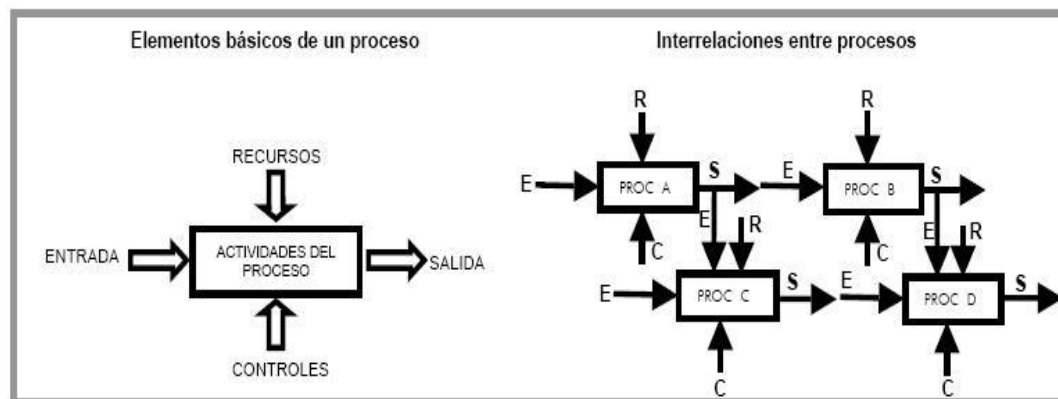 Elementos básicos de un proceso
RECURSOS
ENTRADA
ACTIVIDADES DEL
PROCESO
SALIDA
CONTROLES
Interrelaciones entre procesos
R
R
E
PROC A
S
E
PROC B
S
E
R
E
R
C
C
E
PROC C
S
E
PROC D
S
C
C